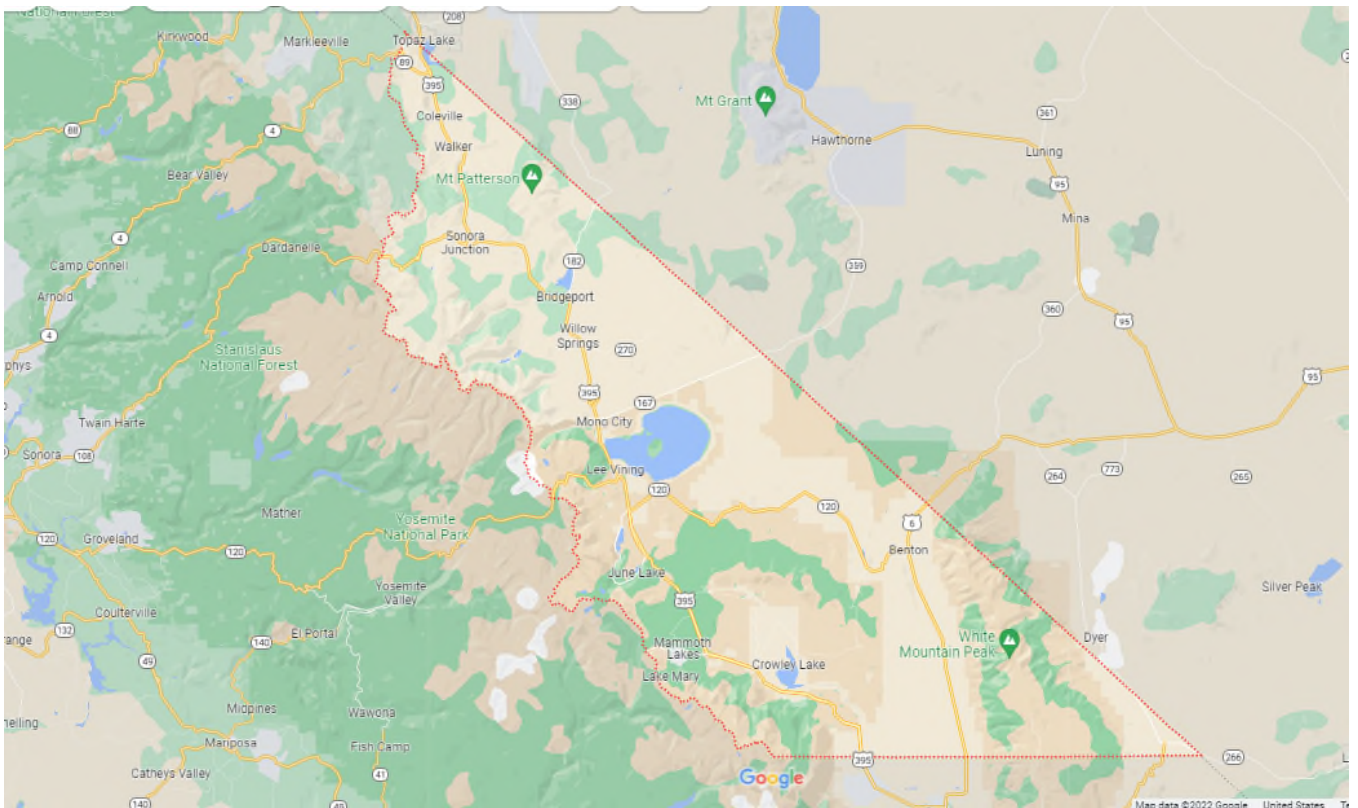 National Forest
208
Kirkwood
Markleeville
Topaz Lake
89
395
338
Mt Grant
361
88
4
Coleville
Hawthorne
Walker
Luning
Bear Valley
Mt Patterson
95
Mina
4
Dardanelle
Sonora
Junction
182
359
Camp Connell
Arnold
Bridgeport
360
95
4
Willow
Springs
270
Stanislaus
National Forest
phys
95
395
167
Twain Harte
Mono City
Sonora
108
Lee Vining
264
773
265
120
120
Mather
Yosemite
National Park
6
120
Groveland
120
Benton
June Lake
Yosemite
Valley
Silver Peak
395
Coulterville
132
El Portal
range
140
White
Mountain Peak
Dyer
Mammoth
Lakes
49
Crowley Lake
Lake Mary
Midpines
Wawona
nelling
Mariposa
Fish Camp
395
266
Catheys Valley
41
Google
140
49
Map data ©2022 Google United States Te